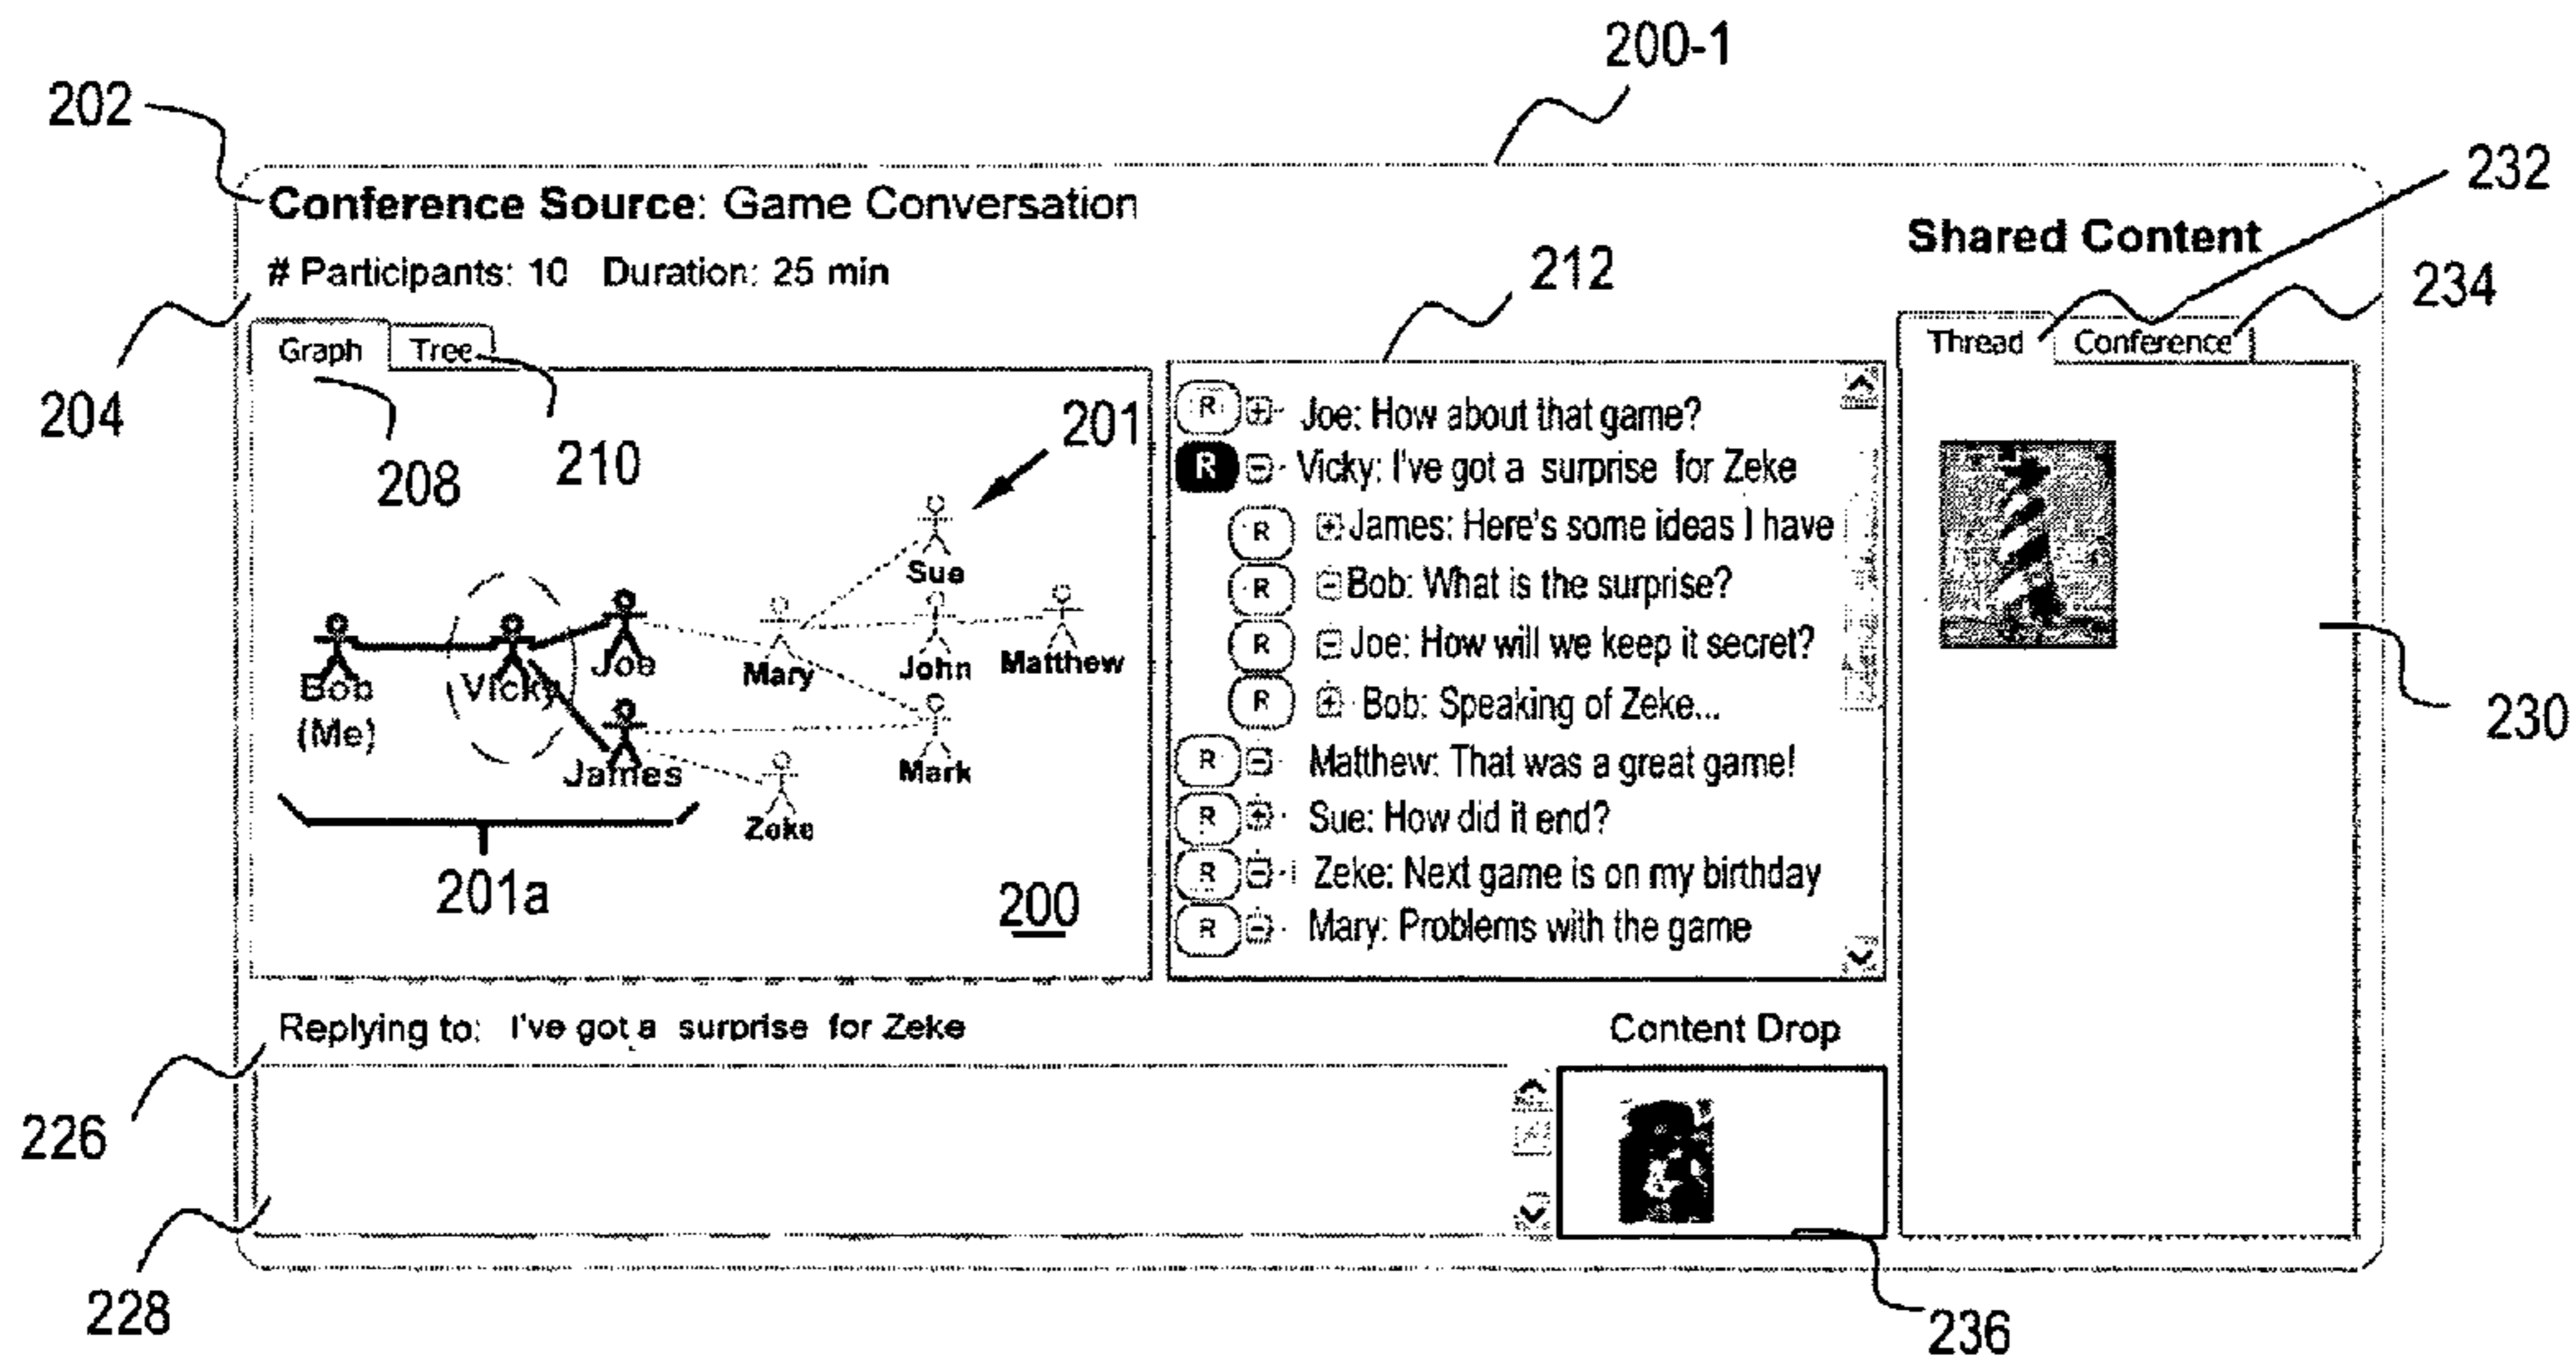 200-1
202
232
Conference Source: Game Conversation
Shared Content
# Participants: 10 Duration: 25 min
212
234
204
Graph
Tree
Thread
Conference
208
210
201
Sue
Bob
(Me)
Vicky
Joe
Mary
John
Matthew
James
Mark
Zeke
201a
200
R Joe: How about that game?
R Vicky: I've got a surprise for Zeke
R James: Here's some ideas I have
R Bob: What is the surprise?
R Joe: How will we keep it secret?
R Bob: Speaking of Zeke...
R Matthew: That was a great game!
R Sue: How did it end?
R Zeke: Next game is on my birthday
R Mary: Problems with the game
230
Replying to: I've got a surprise for Zeke
Content Drop
226
228
236